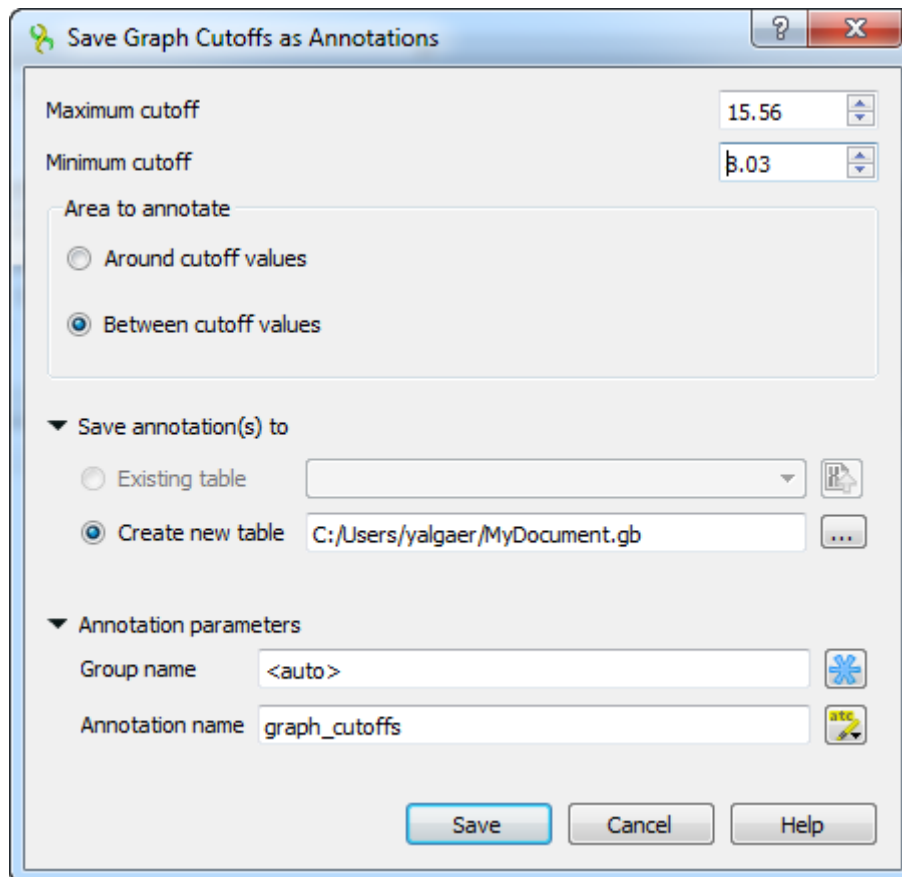 Save Graph Cutoffs as Annotations
Maximum cutoff 15.56
Minimum cutoff
Area to annotate
Around cutoff values
Between cutoff values
Save annotation(s) to
Existing table
Create new table C:/Users/yalgaer/MyDocument.gb ...
Annotation parameters
Group name <auto>
Annotation name graph_cutoffs
Save Cancel Help